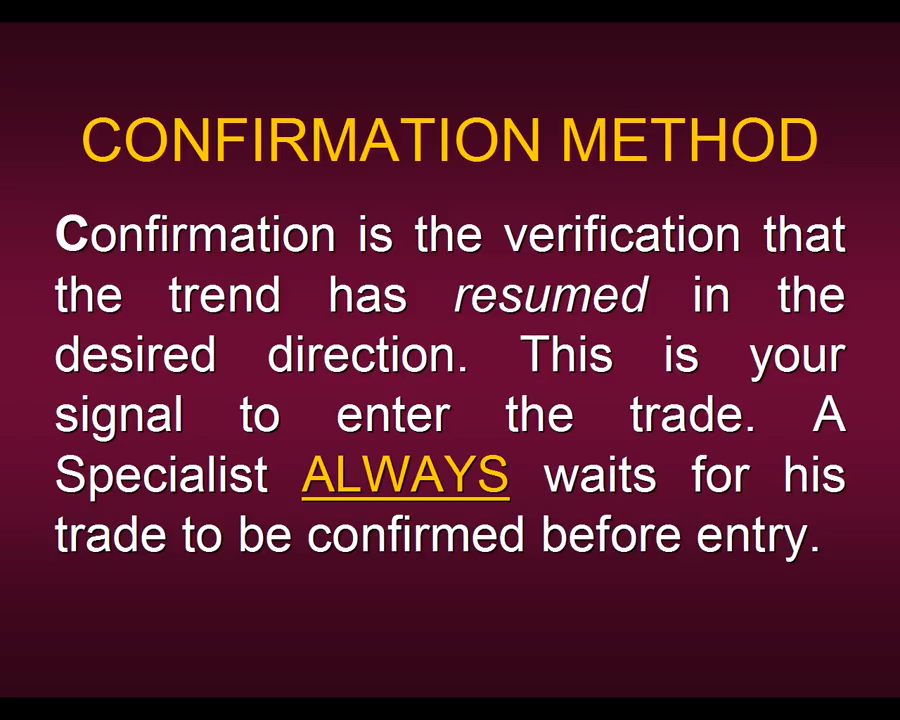 CONFIRMATION METHOD
Confirmation is the verification that
the trend has resumed in the
desired direction. This is your
signal to enter the trade. A
Specialist ALWAYS waits for his
trade to be confirmed before entry.